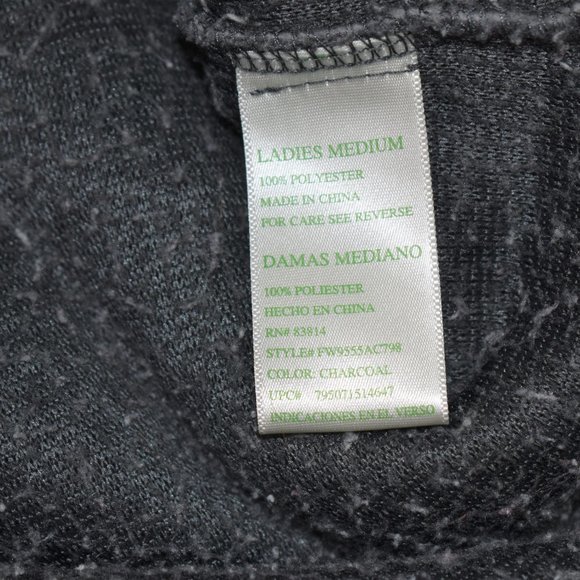 LADIES MEDIUM
100% POLYESTER
MADE IN CHINA
FOR CARE SEE REVERSE
DAMAS MEDIANO
100% POLIESTER
HECHO EN CHINA
RN# 83814
STYLE# FW9555AC798
COLOR: CHARCOAL
UPC# 795071514647
INDICACIONES EN EL VERSO